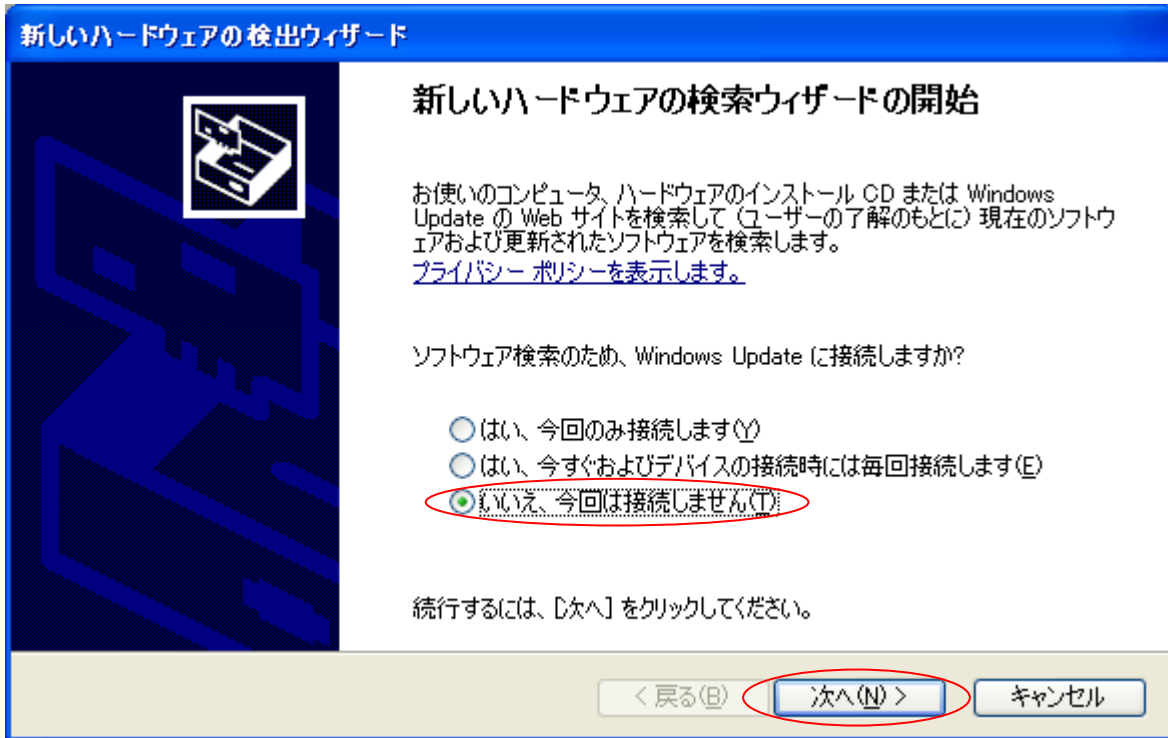 新しいハードウェアの検出ウィザード
新しいハードウェアの検索ウィザードの開始
お使いのコンピュータ、ハードウェアのインストール CD または Windows
Update の Web サイトを検索して (ユーザーの了解のもとに) 現在のソフトウ
ェアおよび更新されたソフトウェアを検索します。
プライバシー ポリシーを表示します。
ソフトウェア検索のため、Windows Update に接続しますか?
はい、今回のみ接続します(Y)
はい、今すぐおよびデバイスの接続時には毎回接続します(E)
いいえ、今回は接続しません(T)
続行するには、[次へ] をクリックしてください。
< 戻る(B) 次へ(N) > キャンセル